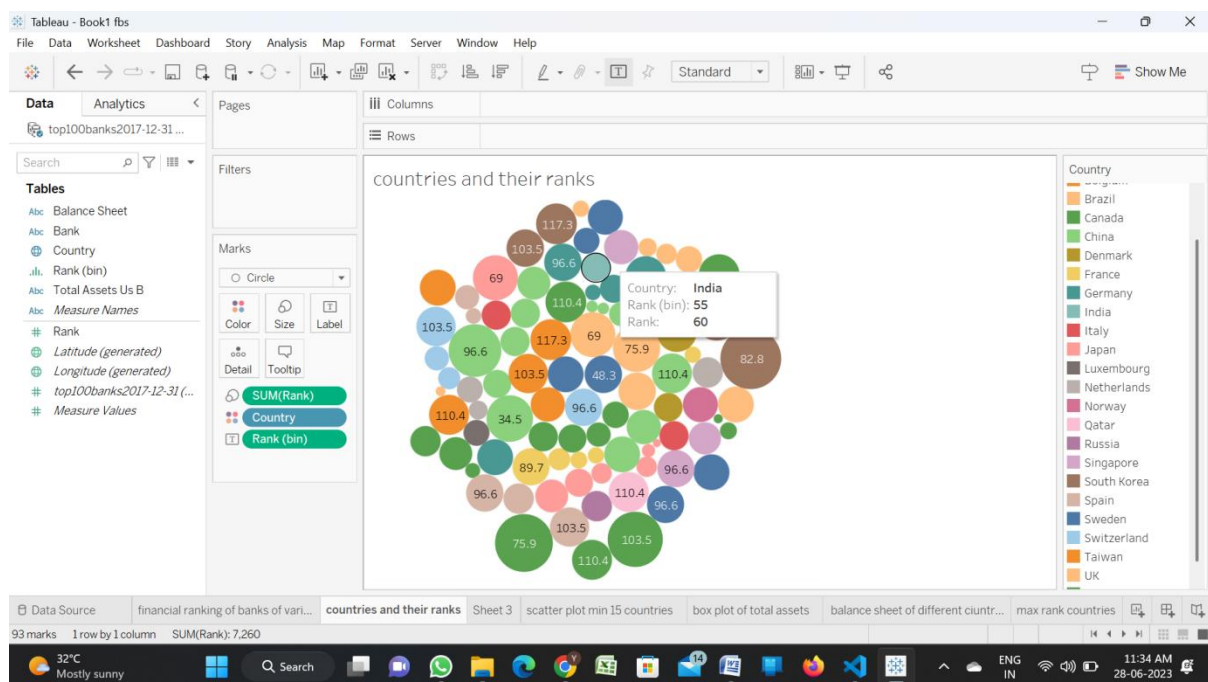 Tableau - Book1 fbs
File Data Worksheet Dashboard Story Analysis Map Format Server Window Help
Standard
Show Me
Data Analytics
top100banks2017-12-31 ...
Search
Tables
Abc Balance Sheet
Abc Bank
Country
Rank (bin)
Abc Total Assets Us B
Abc Measure Names
# Rank
Latitude (generated)
Longitude (generated)
# top100banks2017-12-31 (...
# Measure Values
Pages
Filters
Marks
Circle
Color Size Label
Detail Tooltip
SUM(Rank)
Country
Rank (bin)
iii Columns
Rows
countries and their ranks
117.3
103.5
96.6
69
110.4
103.5
117.3
69
75.9
96.6
82.8
103.5
48.3
110.4
96.6
110.4
34.5
89.7
96.6
96.6
110.4
96.6
103.5
75.9
103.5
110.4
Country: India
Rank (bin): 55
Rank: 60
Country
Brazil
Canada
China
Denmark
France
Germany
India
Italy
Japan
Luxembourg
Netherlands
Norway
Qatar
Russia
Singapore
South Korea
Spain
Sweden
Switzerland
Taiwan
UK
Data Source financial ranking of banks of vari... countries and their ranks Sheet 3 scatter plot min 15 countries box plot of total assets balance sheet of different ciuntr... max rank countries
93 marks 1 row by 1 column SUM(Rank): 7,260
32°C
Mostly sunny
Search
14
ENG
IN
11:34 AM
28-06-2023